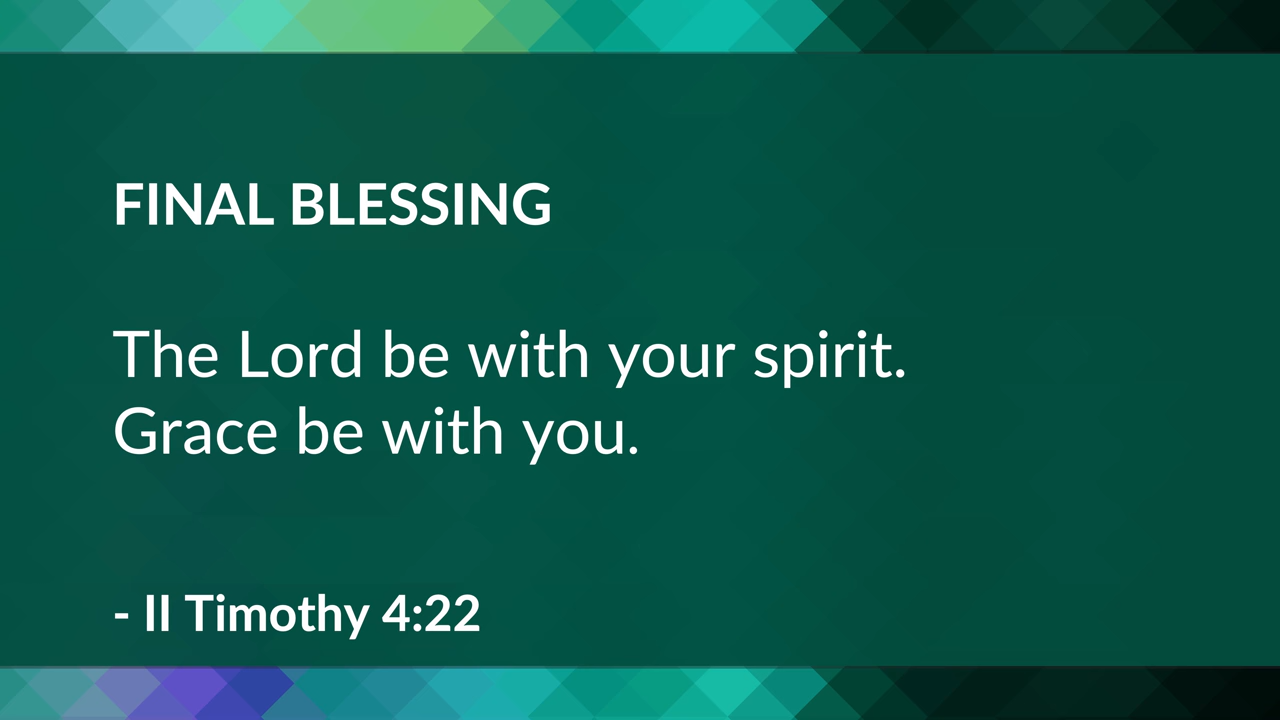 FINAL BLESSING
The Lord be with your spirit.
Grace be with you.
- II Timothy 4:22